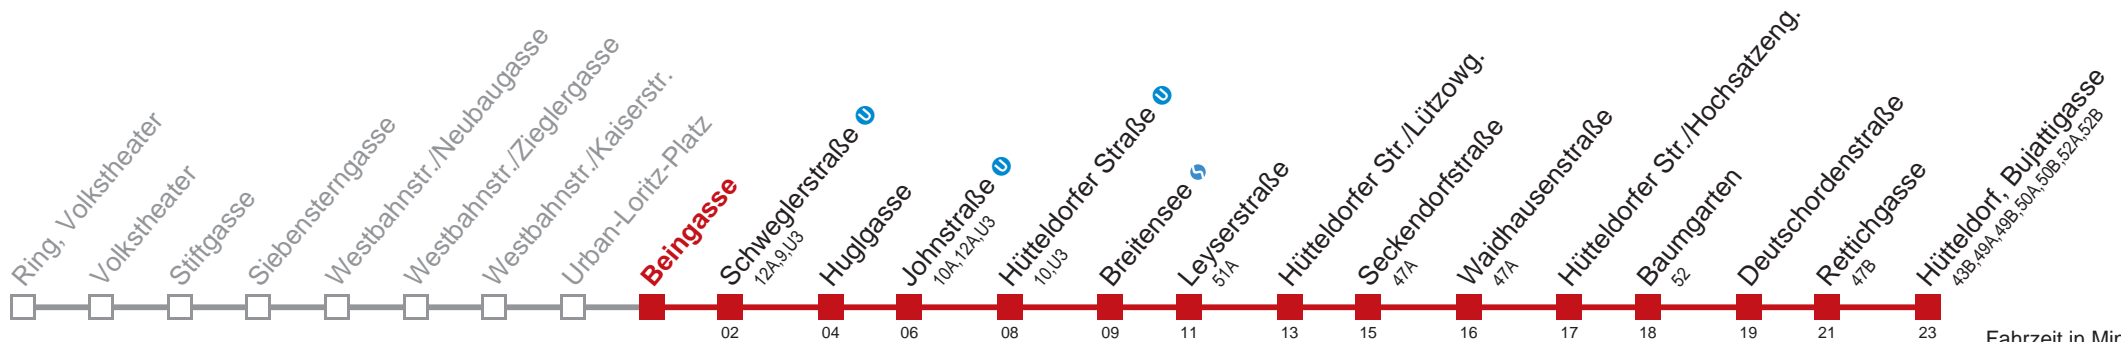 Ring, Volkstheater
Volkstheater
Stiftgasse
Siebensterngasse
Westbahnstr./Neubaugasse
Westbahnstr./Zieglergasse
Westbahnstr./Kaiserstr.
Urban-Loritz-Platz
Beingasse
Schweglerstraße U
12A,9,U3
Huglgasse
Johnstraße U
10A,12A,U3
Hütteldorfer Straße U
10,U3
Breitensee
Leyserstraße
51A
Hütteldorfer Str./Lützowg.
Seckendorfstraße
47A
Waidhausenstraße
47A
Hütteldorfer Str./Hochsatzeng.
Baumgarten
52
Deutschordenstraße
Rettichgasse
47B
Hütteldorf, Bujattigasse
43B,49A,49B,50A,50B,52A,52B
02 04 06 08 09 11 13 15 16 17 18 19 21 23
Fahrzeit in Min